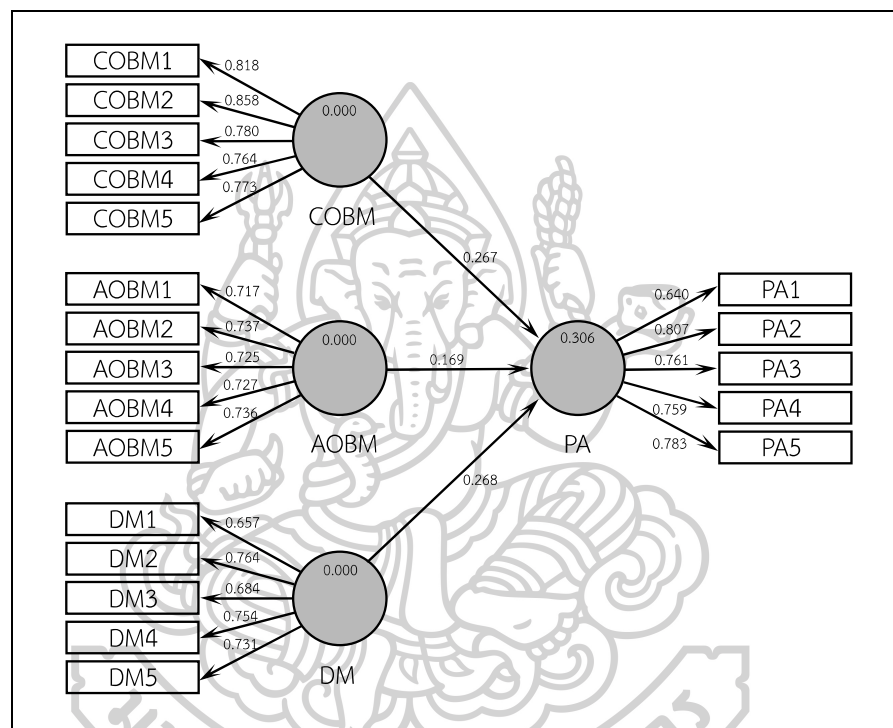 COBM1
COBM2
COBM3
COBM4
COBM5
0.818
0.858
0.780
0.764
0.773
0.000
COBM
0.267
AOBM1
AOBM2
AOBM3
AOBM4
AOBM5
0.717
0.737
0.725
0.727
0.736
0.000
AOBM
0.169
DM1
DM2
DM3
DM4
DM5
0.657
0.764
0.684
0.754
0.731
0.000
DM
0.268
0.306
PA
0.640
0.807
0.761
0.759
0.783
PA1
PA2
PA3
PA4
PA5